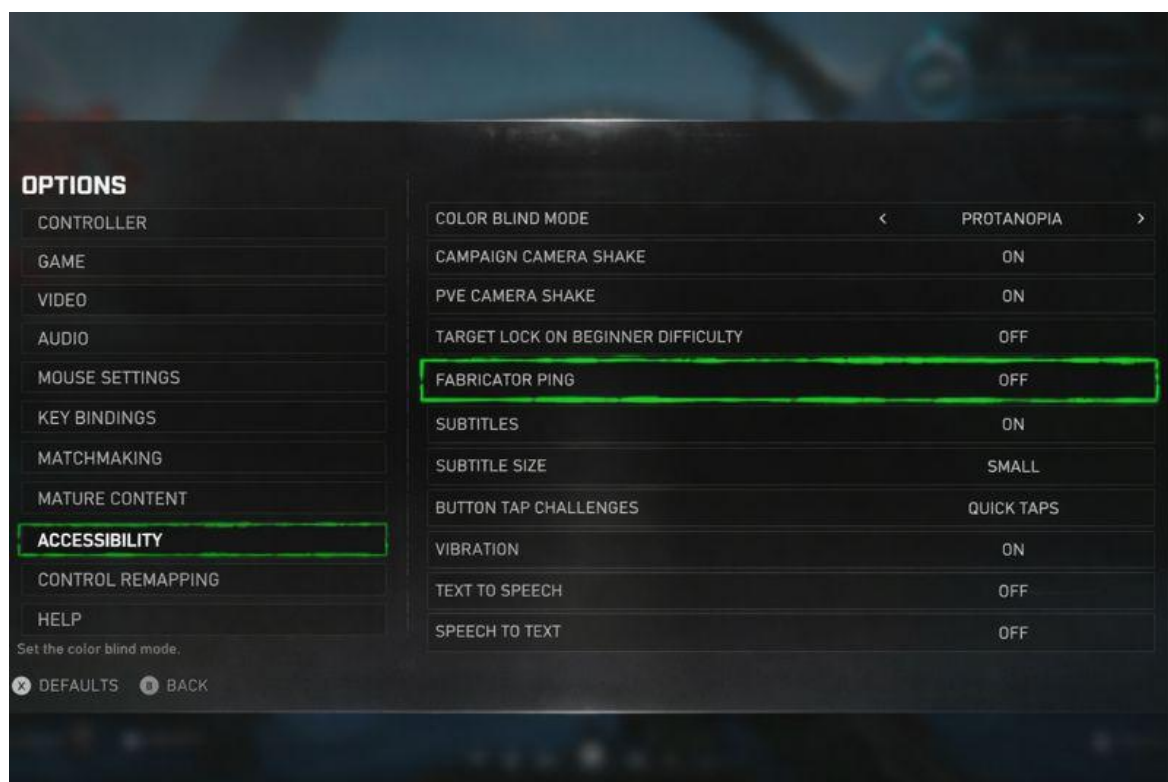 OPTIONS
CONTROLLER
GAME
VIDEO
AUDIO
MOUSE SETTINGS
KEY BINDINGS
MATCHMAKING
MATURE CONTENT
ACCESSIBILITY
CONTROL REMAPPING
HELP
Set the color blind mode.
X DEFAULTS B BACK
COLOR BLIND MODE < PROTANOPIA >
CAMPAIGN CAMERA SHAKE ON
PVE CAMERA SHAKE ON
TARGET LOCK ON BEGINNER DIFFICULTY OFF
FABRICATOR PING OFF
SUBTITLES ON
SUBTITLE SIZE SMALL
BUTTON TAP CHALLENGES QUICK TAPS
VIBRATION ON
TEXT TO SPEECH OFF
SPEECH TO TEXT OFF